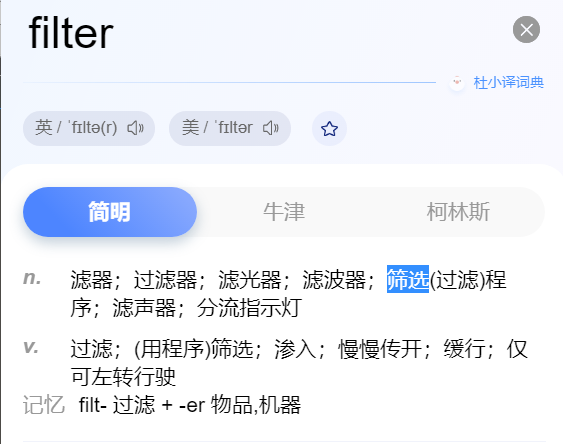 filter
杜小译词典
英 / ˈfɪltə(r) 美 / ˈfɪltər
简明 牛津 柯林斯
n. 滤器；过滤器；滤光器；滤波器；筛选(过滤)程
序；滤声器；分流指示灯
v. 过滤；(用程序)筛选；渗入；慢慢传开；缓行；仅
可左转行驶
记忆 filt- 过滤 + -er 物品,机器